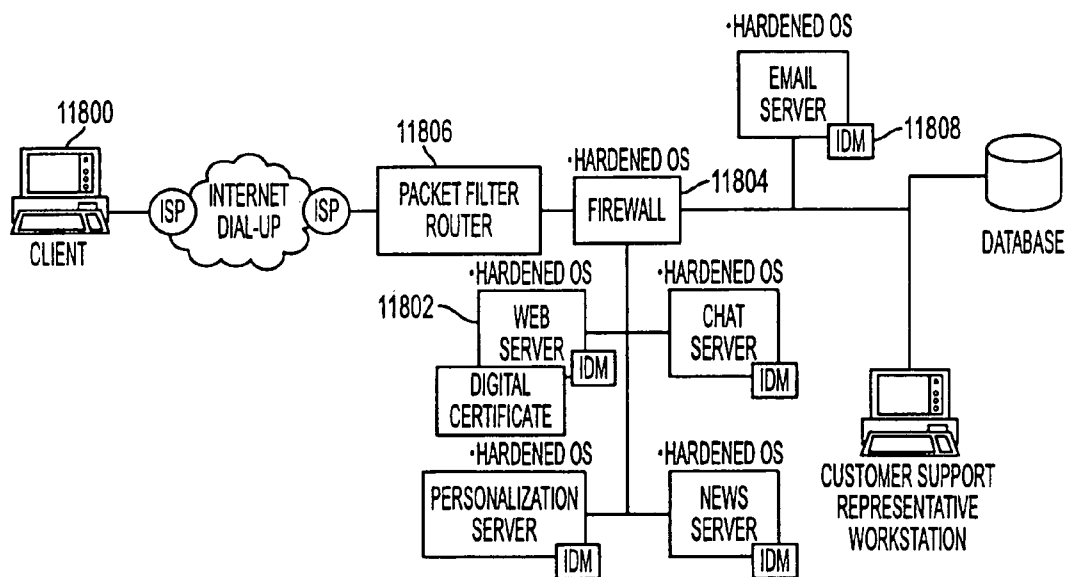 •HARDENED OS
EMAIL
SERVER
IDM
11808
11800
CLIENT
ISP
INTERNET
DIAL-UP
ISP
11806
PACKET FILTER
ROUTER
•HARDENED OS
FIREWALL
11804
DATABASE
•HARDENED OS
11802
WEB
SERVER
IDM
DIGITAL
CERTIFICATE
•HARDENED OS
CHAT
SERVER
IDM
•HARDENED OS
PERSONALIZATION
SERVER
IDM
•HARDENED OS
NEWS
SERVER
IDM
CUSTOMER SUPPORT
REPRESENTATIVE
WORKSTATION